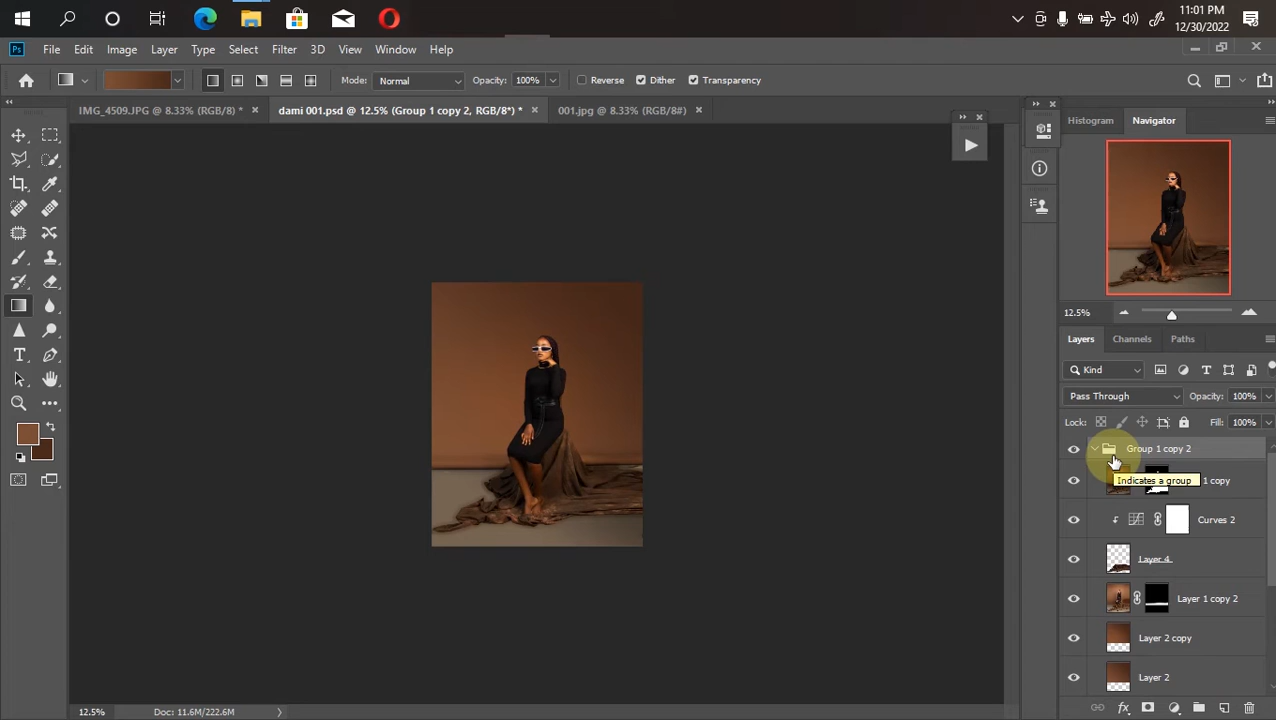 11:01 PM
12/30/2022
Ps File Edit Image Layer Type Select Filter 3D View Window Help
Mode: Normal Opacity: 100% Reverse Dither Transparency
IMG_4509.JPG @ 8.33% (RGB/8) * dami 001.psd @ 12.5% (Group 1 copy 2, RGB/8*) * 001.jpg @ 8.33% (RGB/8#)
Histogram Navigator
12.5%
Layers Channels Paths
Kind
Pass Through Opacity: 100%
Lock: Fill: 100%
Group 1 copy 2
Indicates a group
1 copy
Curves 2
Layer 4
Layer 1 copy 2
Layer 2 copy
Layer 2
12.5% Doc: 11.6M/222.6M